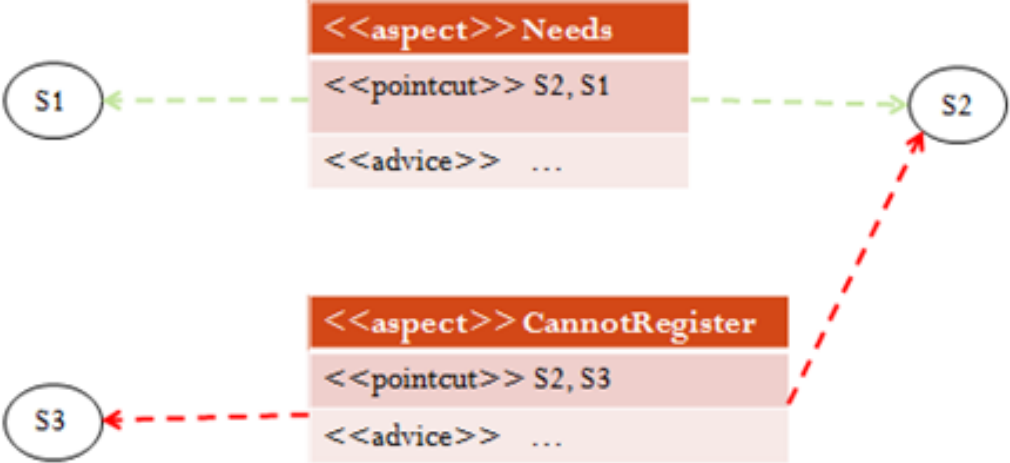 <<aspect>> Needs
S1
<<pointcut>> S2, S1
S2
<<advice>> ...
<<aspect>> CannotRegister
<<pointcut>> S2, S3
S3
<<advice>> ...